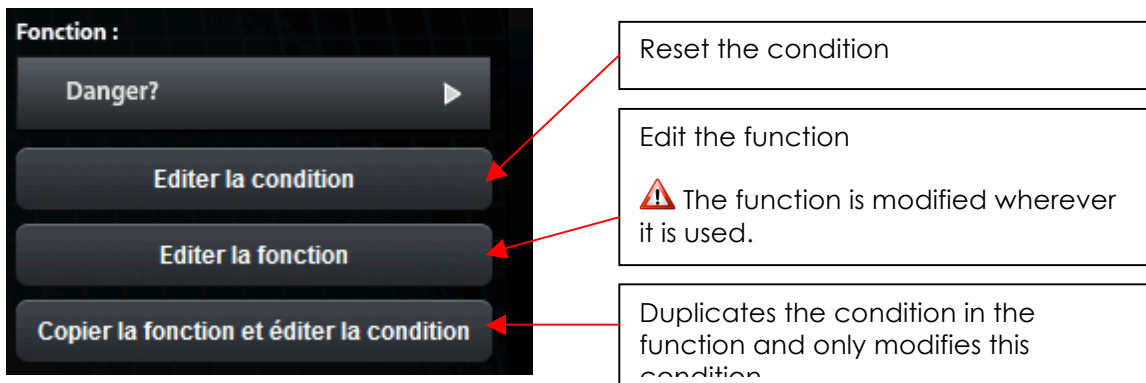 Fonction :
Danger?
Editer la condition
Editer la fonction
Copier la fonction et éditer la condition
Reset the condition
Edit the function
The function is modified wherever
it is used.
Duplicates the condition in the
function and only modifies this
condition